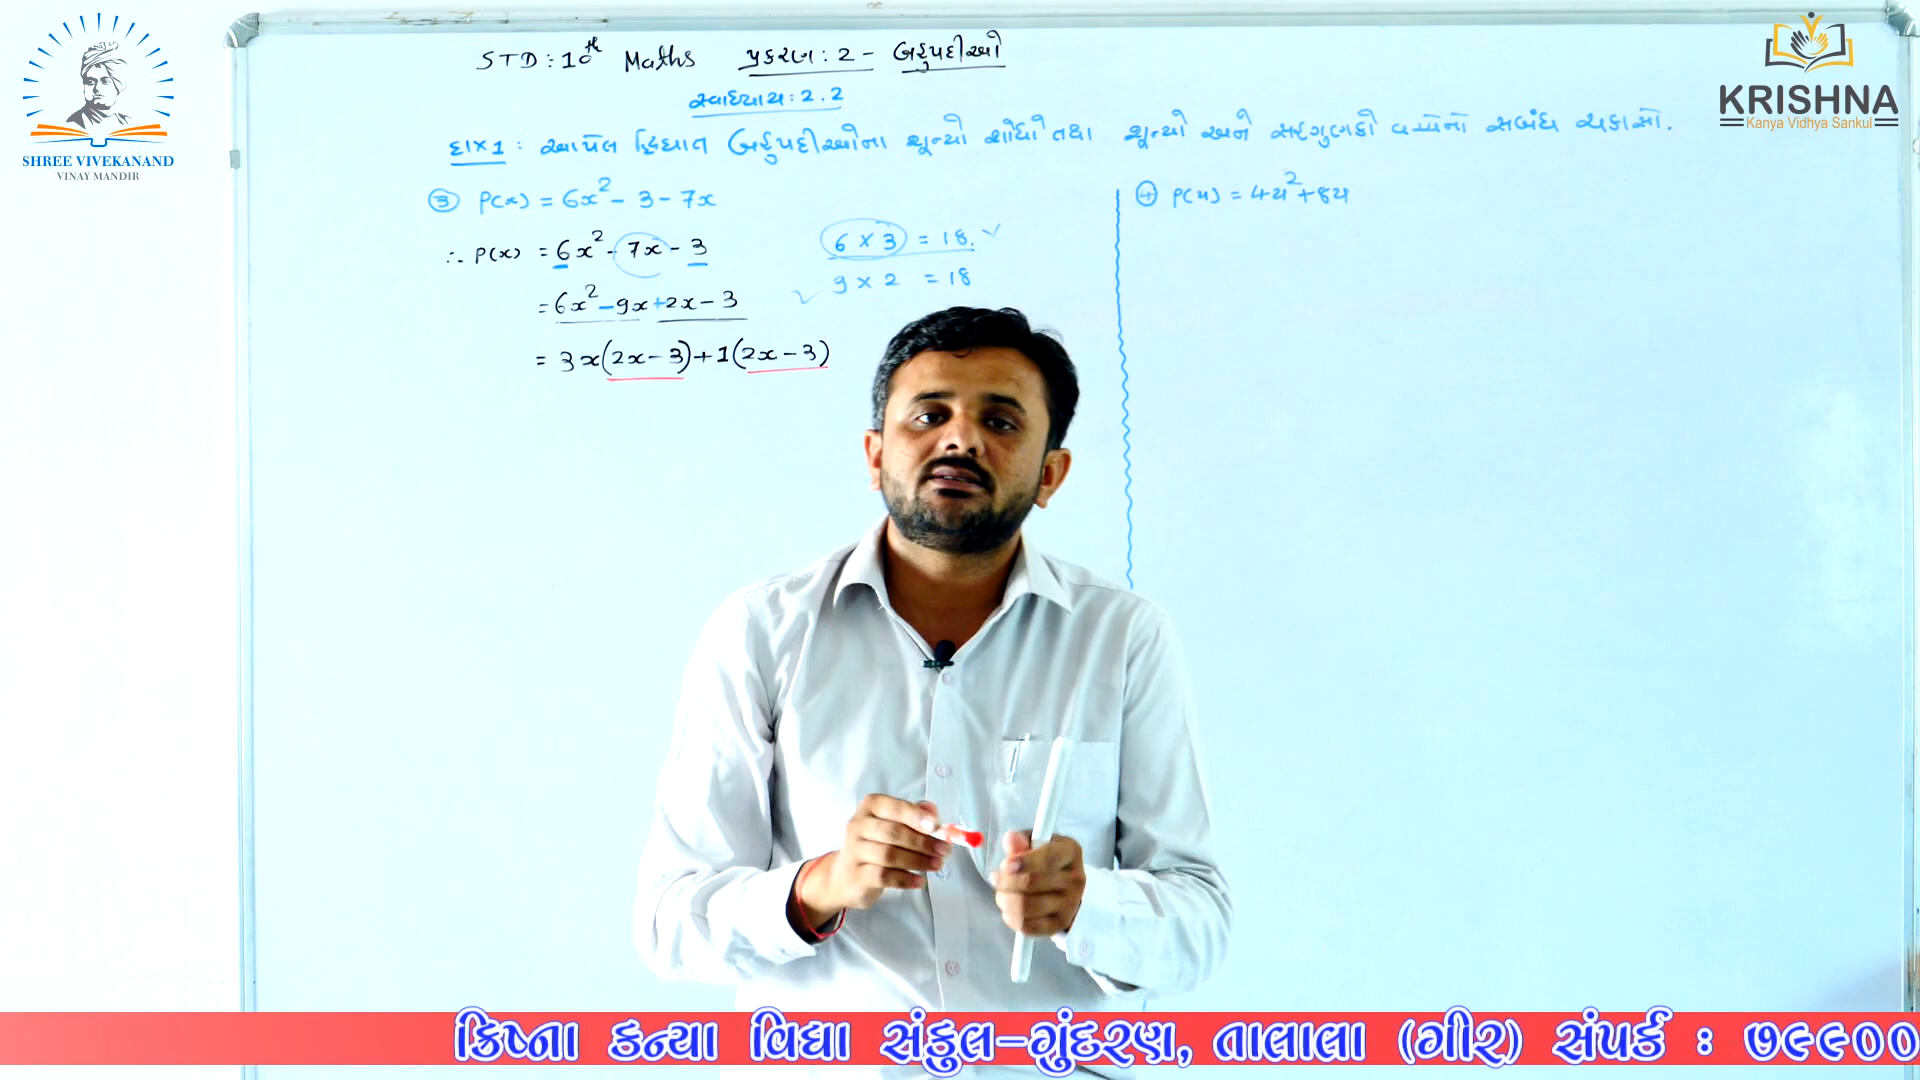 STD : 10th Maths પ્રકરણ : 2 - બહુપદીઓ
સ્વાધ્યાય : 2.2
દાખ 1 : આપેલ દ્વિઘાત બહુપદીઓના શૂન્યો શોધો તથા શૂન્યો અને સહગુણકો વચ્ચેનો સબંધ ચકાસો.
③ P(x) = 6x² - 3 - 7x
∴ P(x) = 6x² - 7x - 3
= 6x² - 9x + 2x - 3
= 3x(2x - 3) + 1(2x - 3)
6 × 3 = 18.
9 × 2 = 18
④ P(u) = 4u² + 8u
SHREE VIVEKANAND
VINAY MANDIR
KRISHNA
Kanya Vidhya Sankul
ક્રિષ્ના કન્યા વિદ્યા સંકુલ-ગુંદરણ, તાલાલા (ગીર) સંપર્ક : ૭૯૯૦૦